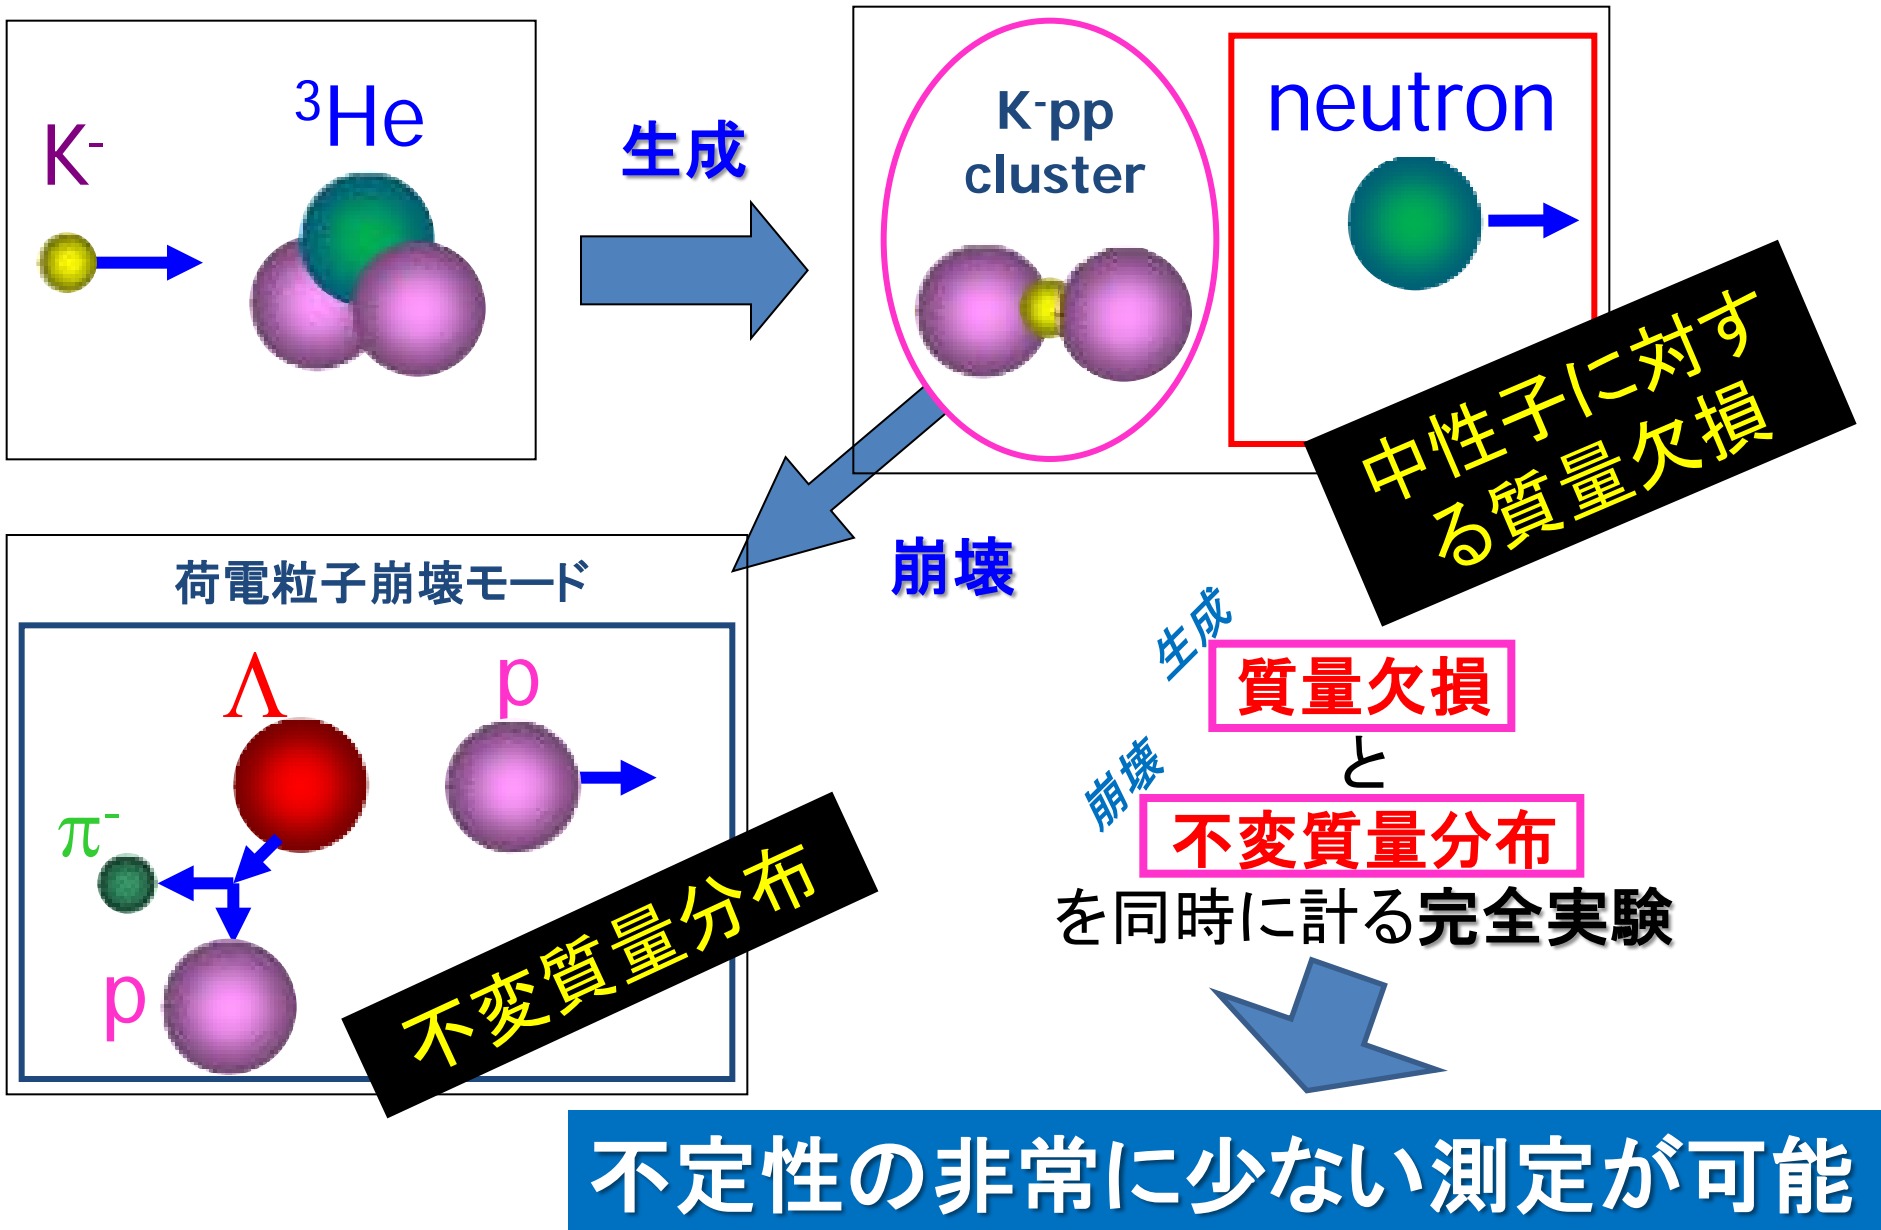 K-
3He
生成
K-pp
cluster
neutron
中性子に対す
る質量欠損
崩壊
荷電粒子崩壊モード
Λ
p
π-
p
不変質量分布
生成
質量欠損
と
崩壊
不変質量分布
を同時に計る完全実験
不定性の非常に少ない測定が可能